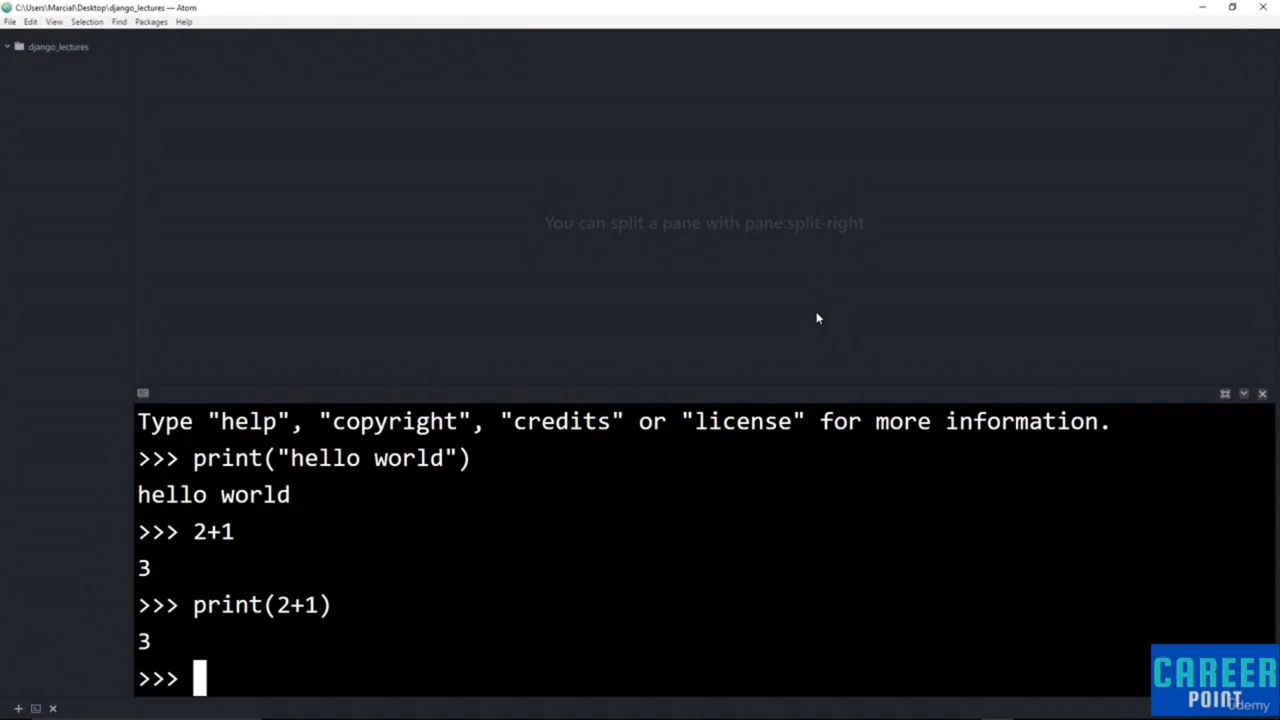 C:\Users\Marcial\Desktop\django_lectures — Atom
File Edit View Selection Find Packages Help
django_lectures
You can split a pane with pane:split-right
Type "help", "copyright", "credits" or "license" for more information.
>>> print("hello world")
hello world
>>> 2+1
3
>>> print(2+1)
3
>>>
CAREER
POINT
Udemy